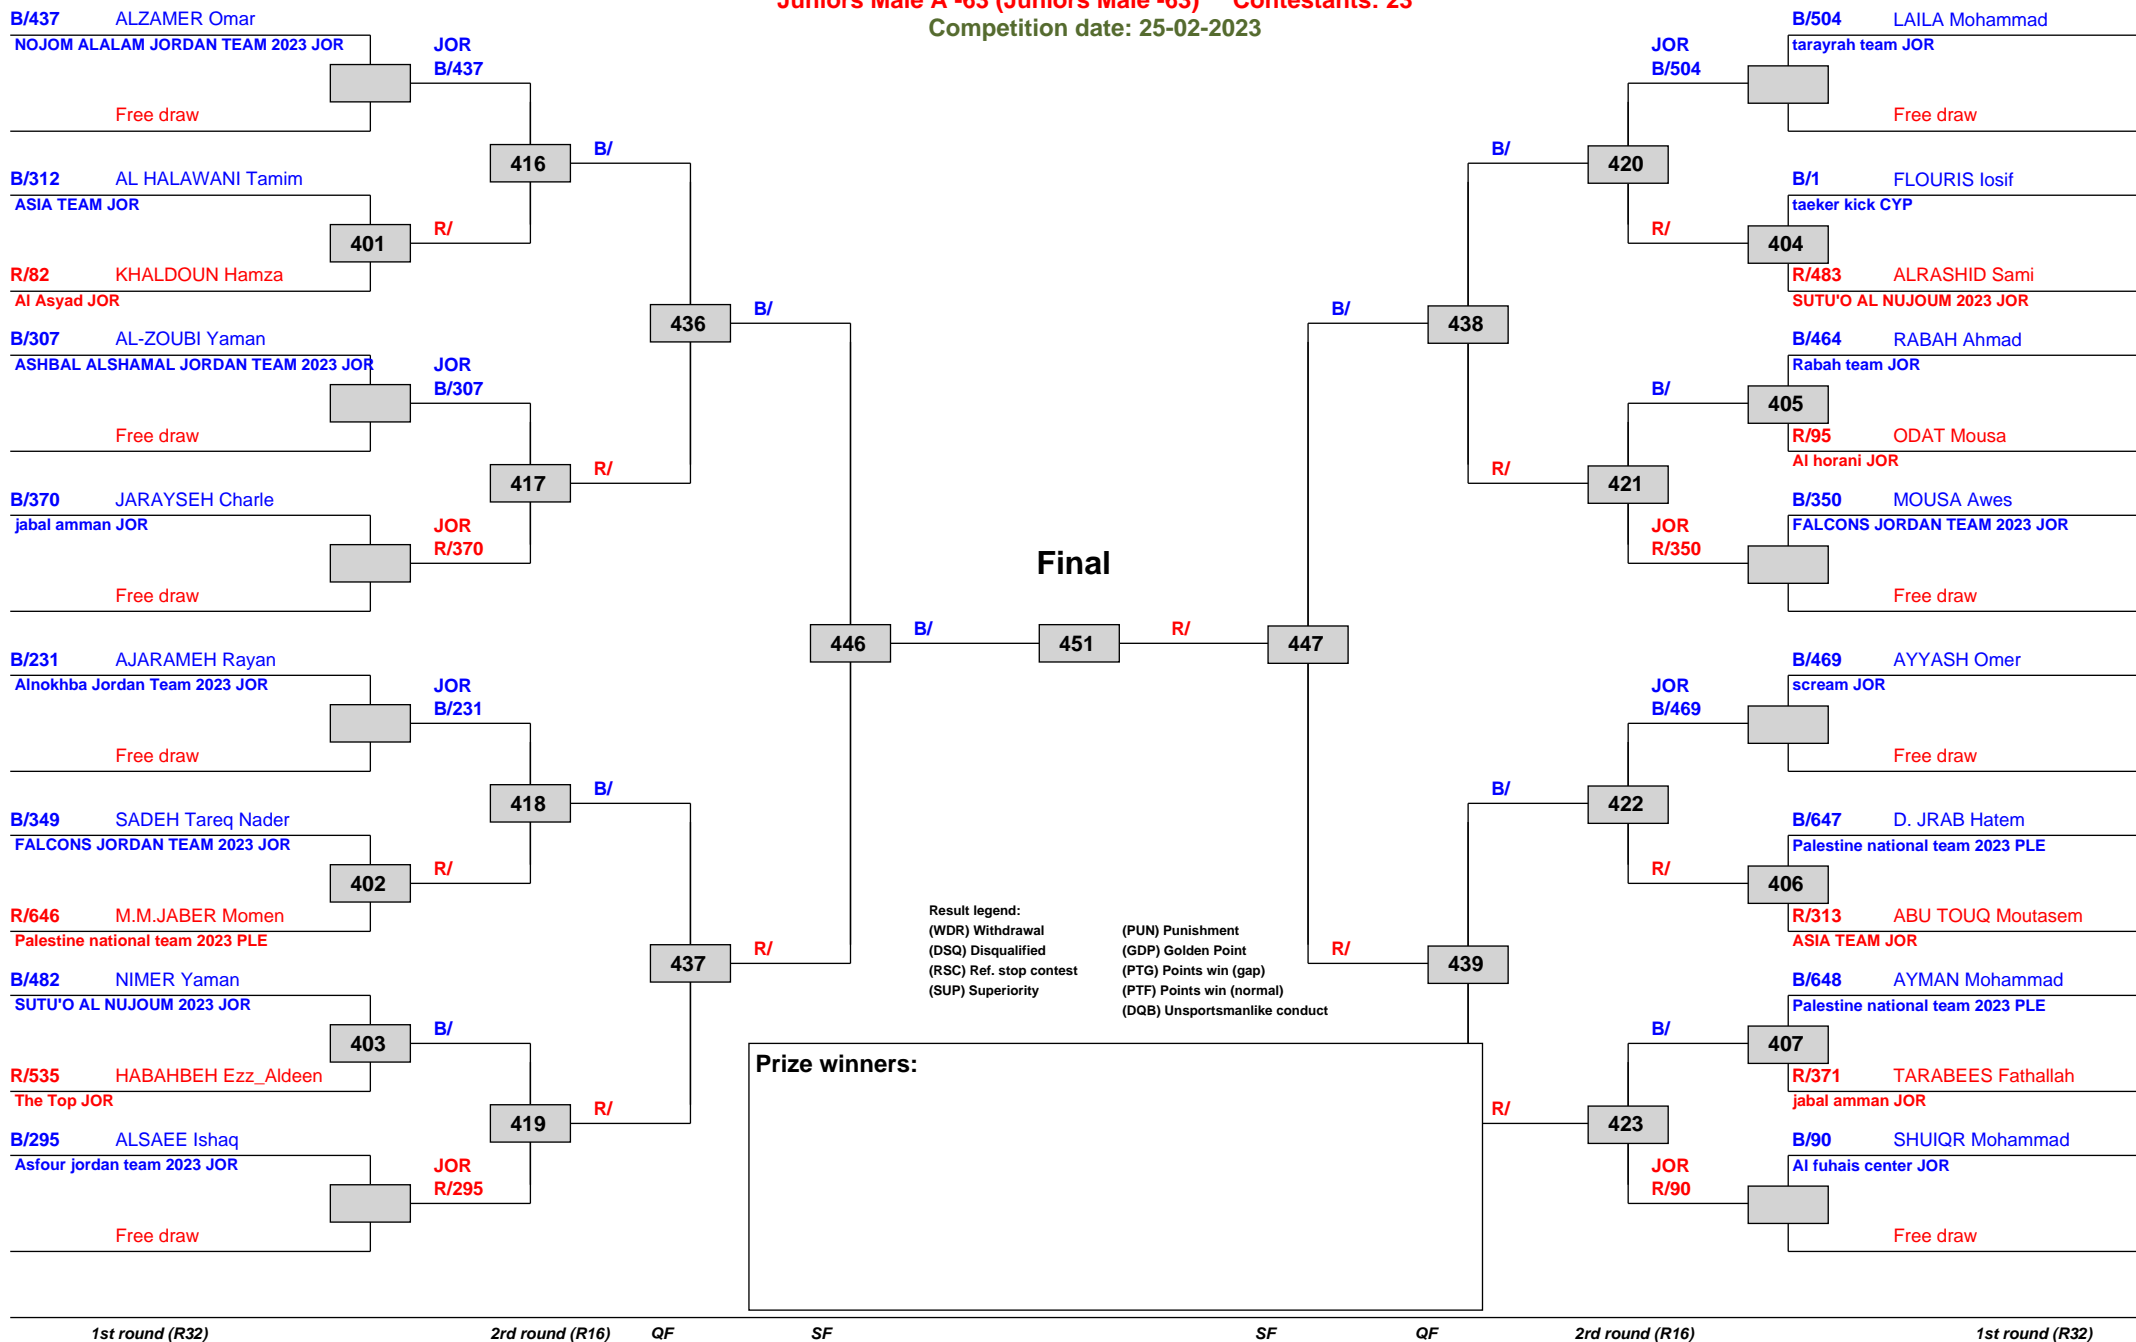 Juniors Male A -63 (Juniors Male -63) Contestants: 23
Competition date: 25-02-2023
B/437 ALZAMER Omar
NOJOM ALALAM JORDAN TEAM 2023 JOR
Free draw
JOR
B/437
B/312 AL HALAWANI Tamim
ASIA TEAM JOR
401
R/82 KHALDOUN Hamza
Al Asyad JOR
R/
416
B/
B/307 AL-ZOUBI Yaman
ASHBAL ALSHAMAL JORDAN TEAM 2023 JOR
Free draw
JOR
B/307
B/370 JARAYSEH Charle
jabal amman JOR
Free draw
JOR
R/370
417
R/
436
B/
B/231 AJARAMEH Rayan
Alnokhba Jordan Team 2023 JOR
Free draw
JOR
B/231
B/349 SADEH Tareq Nader
FALCONS JORDAN TEAM 2023 JOR
402
R/646 M.M.JABER Momen
Palestine national team 2023 PLE
R/
418
B/
B/482 NIMER Yaman
SUTU'O AL NUJOUM 2023 JOR
403
R/535 HABAHBEH Ezz_Aldeen
The Top JOR
B/
B/295 ALSAEE Ishaq
Asfour jordan team 2023 JOR
Free draw
JOR
R/295
419
R/
437
R/
446
B/
Final
451
R/
447
B/504 LAILA Mohammad
tarayrah team JOR
Free draw
JOR
B/504
B/1 FLOURIS Iosif
taeker kick CYP
404
R/483 ALRASHID Sami
SUTU'O AL NUJOUM 2023 JOR
R/
420
B/
B/464 RABAH Ahmad
Rabah team JOR
405
R/95 ODAT Mousa
Al horani JOR
B/
B/350 MOUSA Awes
FALCONS JORDAN TEAM 2023 JOR
Free draw
JOR
R/350
421
R/
438
B/
B/469 AYYASH Omer
scream JOR
Free draw
JOR
B/469
B/647 D. JRAB Hatem
Palestine national team 2023 PLE
406
R/313 ABU TOUQ Moutasem
ASIA TEAM JOR
R/
422
B/
B/648 AYMAN Mohammad
Palestine national team 2023 PLE
407
R/371 TARABEES Fathallah
jabal amman JOR
B/
B/90 SHUIQR Mohammad
Al fuhais center JOR
Free draw
JOR
R/90
423
R/
439
R/
Result legend:
(WDR) Withdrawal (PUN) Punishment
(DSQ) Disqualified (GDP) Golden Point
(RSC) Ref. stop contest (PTG) Points win (gap)
(SUP) Superiority (PTF) Points win (normal)
(DQB) Unsportsmanlike conduct
Prize winners:
1st round (R32) 2rd round (R16) QF SF SF QF 2rd round (R16) 1st round (R32)